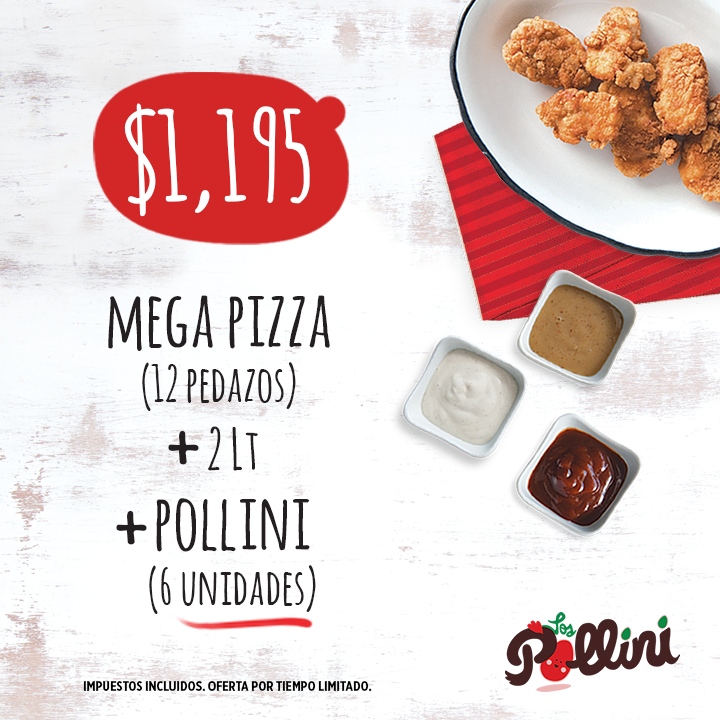 $1,195
MEGA PIZZA
(12 PEDAZOS)
+ 2 LT
+ POLLINI
(6 UNIDADES)
Los
Pollini
IMPUESTOS INCLUIDOS. OFERTA POR TIEMPO LIMITADO.